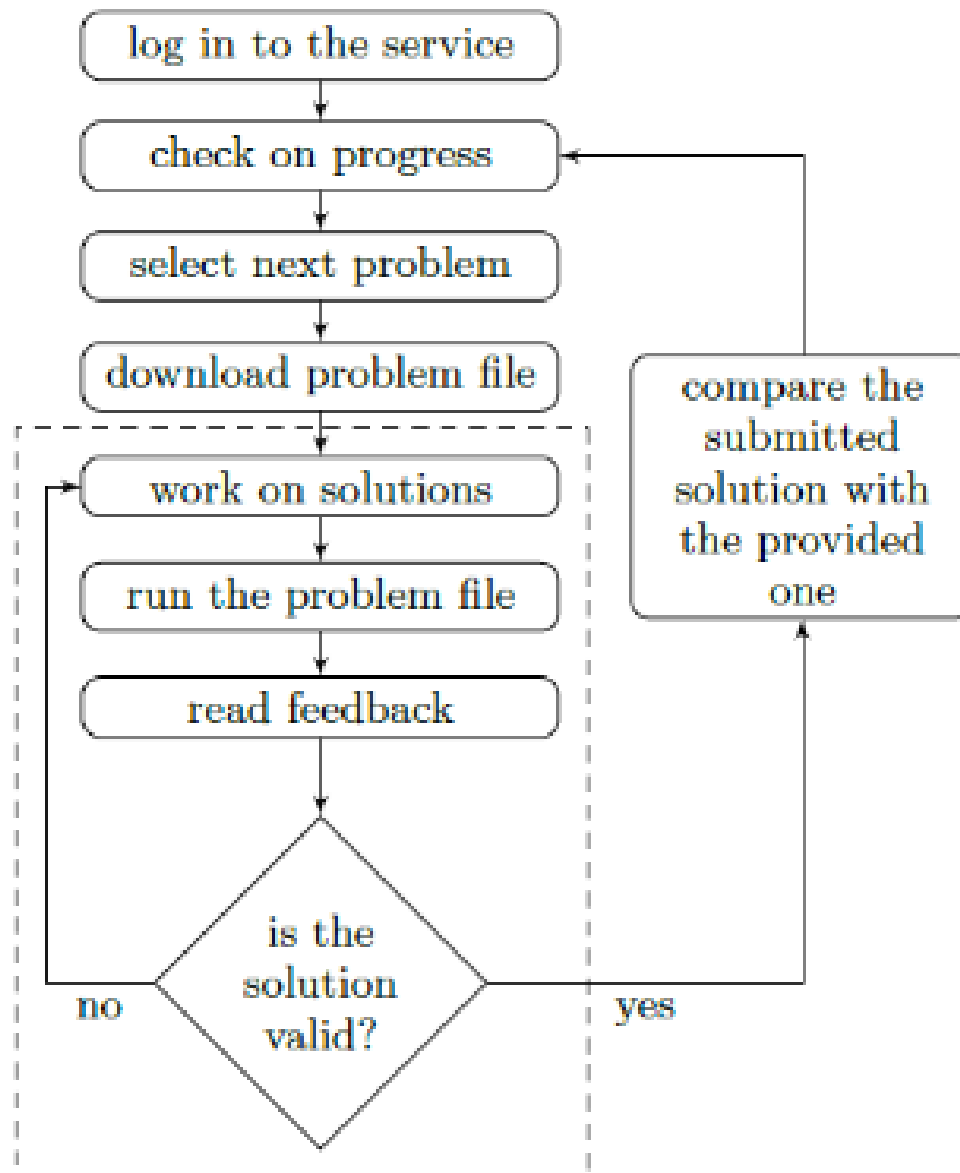 log in to the service
check on progress
select next problem
download problem file
work on solutions
run the problem file
read feedback
is the
solution
valid?
no
yes
compare the
submitted
solution with
the provided
one